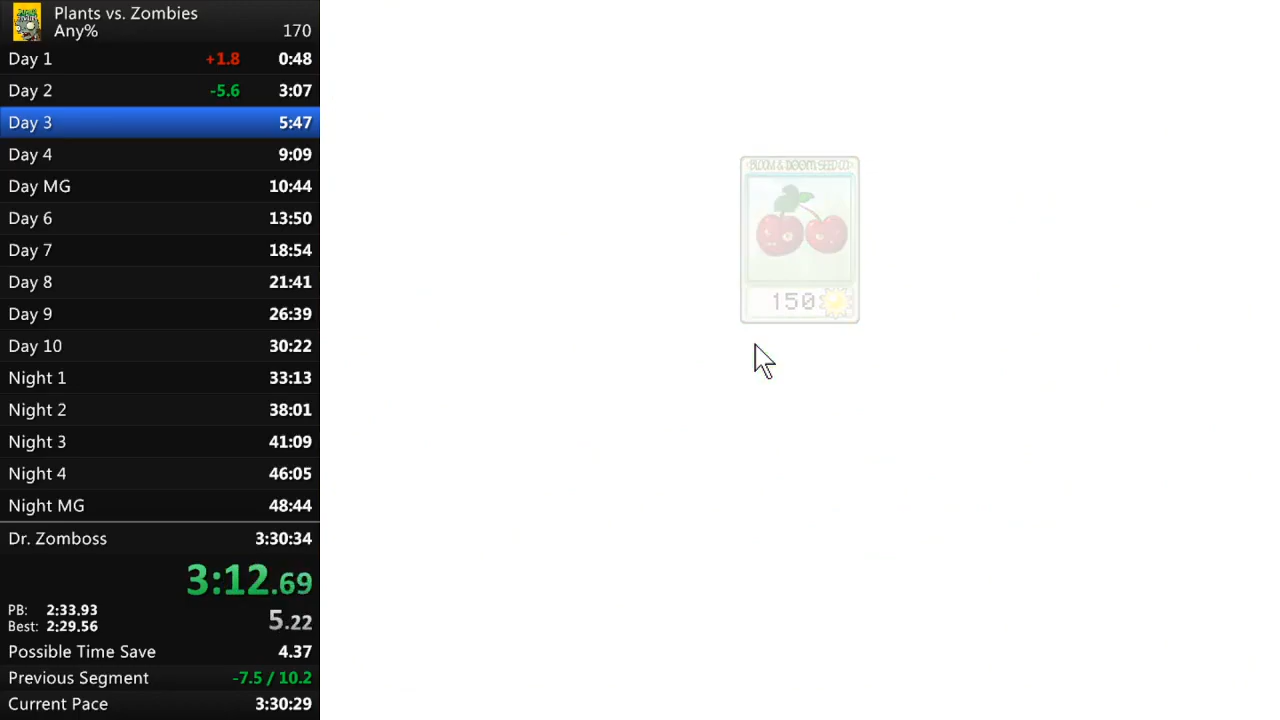 Plants vs. Zombies
Any% 170
Day 1 +1.8 0:48
Day 2 -5.6 3:07
Day 3 5:47
Day 4 9:09
Day MG 10:44
Day 6 13:50
Day 7 18:54
Day 8 21:41
Day 9 26:39
Day 10 30:22
Night 1 33:13
Night 2 38:01
Night 3 41:09
Night 4 46:05
Night MG 48:44
Dr. Zomboss 3:30:34
3:12.69
PB: 2:33.93
Best: 2:29.56
5.22
Possible Time Save 4.37
Previous Segment -7.5 / 10.2
Current Pace 3:30:29
BLOOM & DOOM SEED CO
150